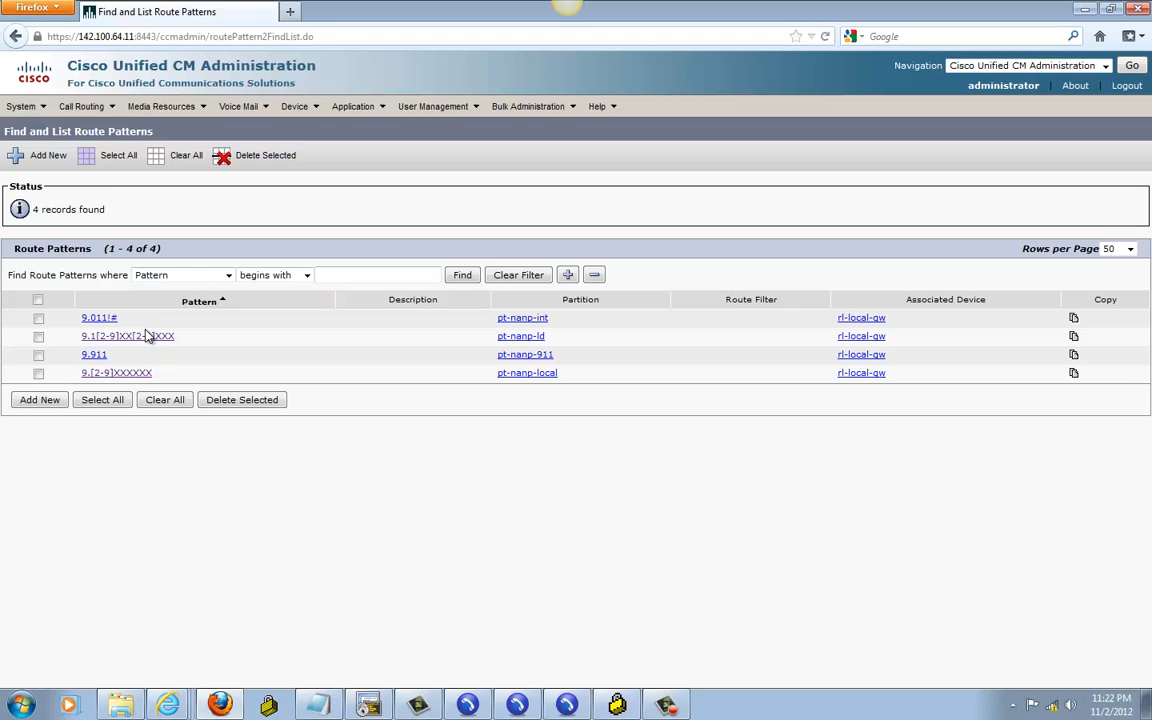 Firefox
Find and List Route Patterns
https://142.100.64.11:8443/ccmadmin/routePattern2FindList.do
Google
CISCO
Cisco Unified CM Administration
For Cisco Unified Communications Solutions
Navigation Cisco Unified CM Administration Go
administrator About Logout
System Call Routing Media Resources Voice Mail Device Application User Management Bulk Administration Help
Find and List Route Patterns
Add New Select All Clear All Delete Selected
Status
4 records found
Route Patterns (1 - 4 of 4) Rows per Page 50
Find Route Patterns where Pattern begins with Find Clear Filter
Pattern Description Partition Route Filter Associated Device Copy
9.011!# pt-nanp-int rl-local-gw
pt-nanp-ld rl-local-gw
9.911 pt-nanp-911 rl-local-gw
9.[2-9]XXXXXX pt-nanp-local rl-local-gw
Add New Select All Clear All Delete Selected
11:22 PM
11/2/2012